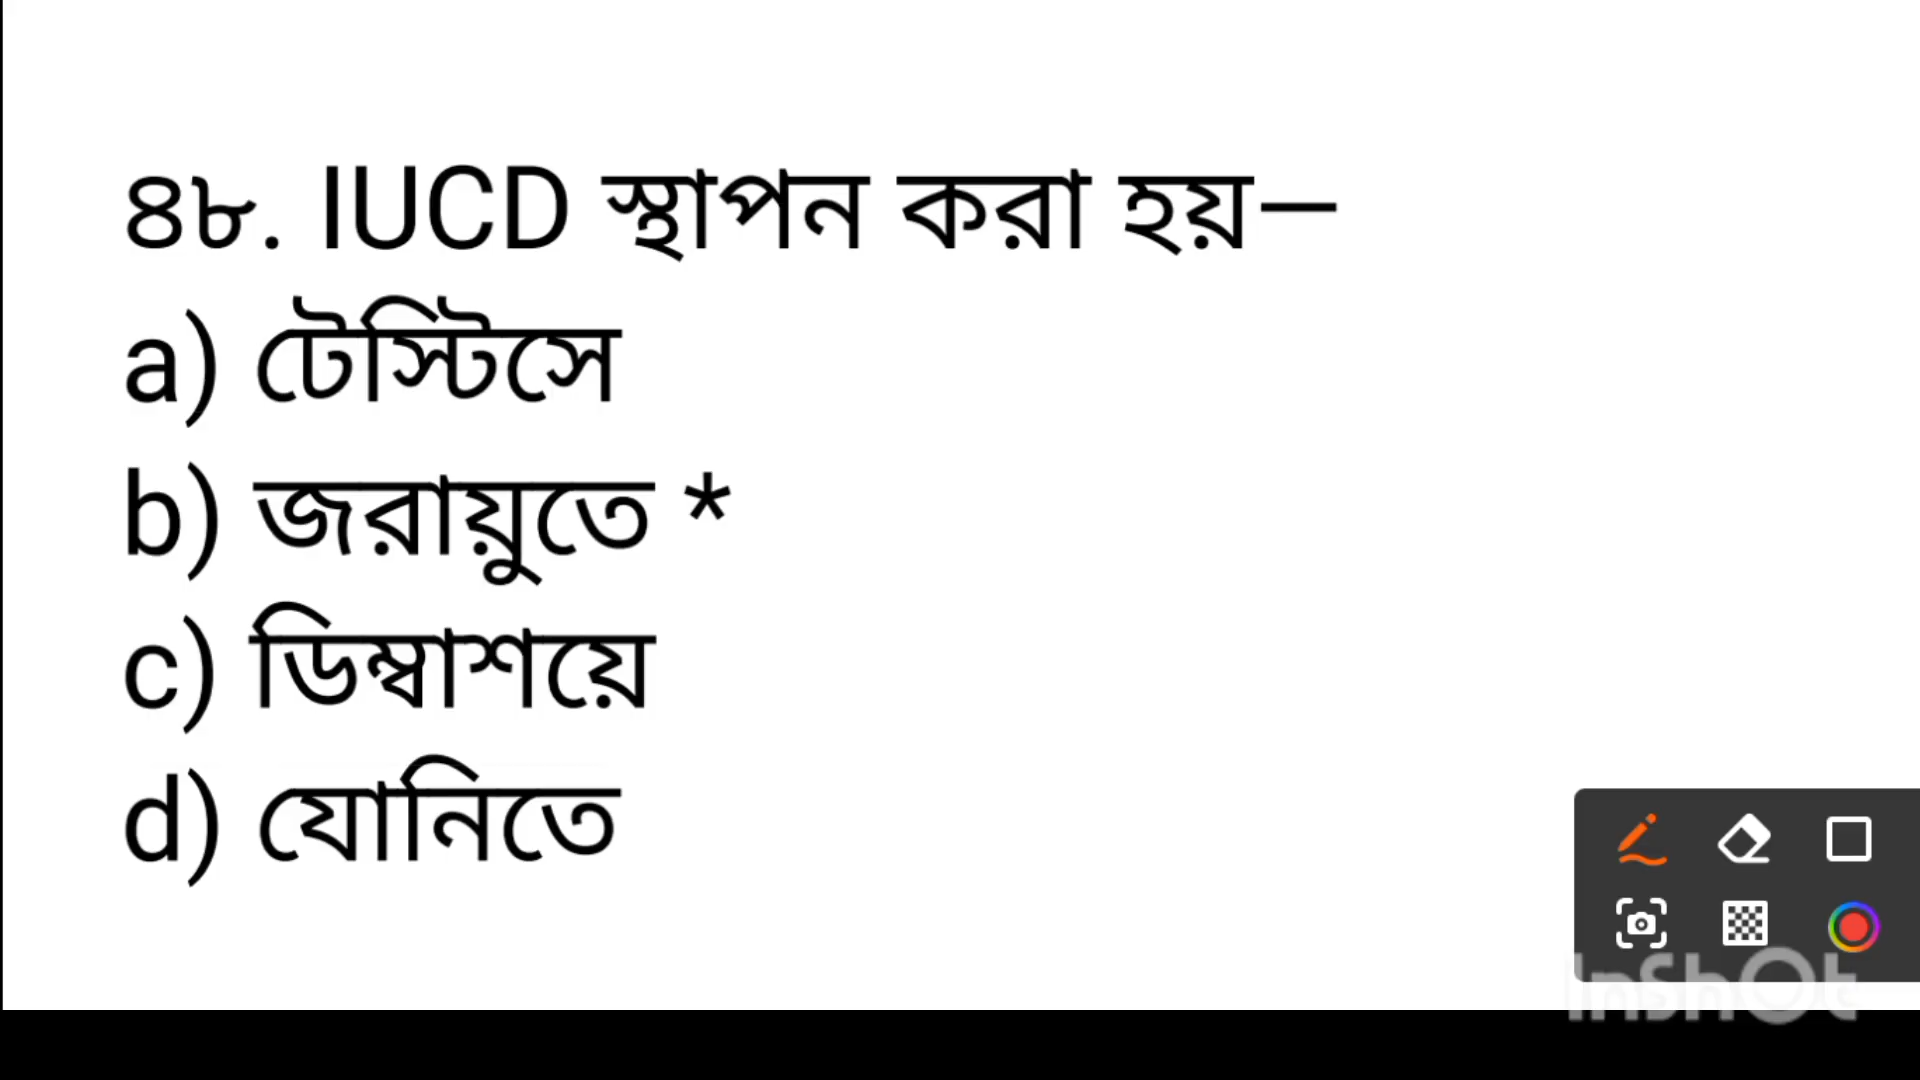 ৪৮. IUCD স্থাপন করা হয়—
a) টেস্টিসে
b) জরায়ুতে *
c) ডিম্বাশয়ে
d) যোনিতে
InShOt